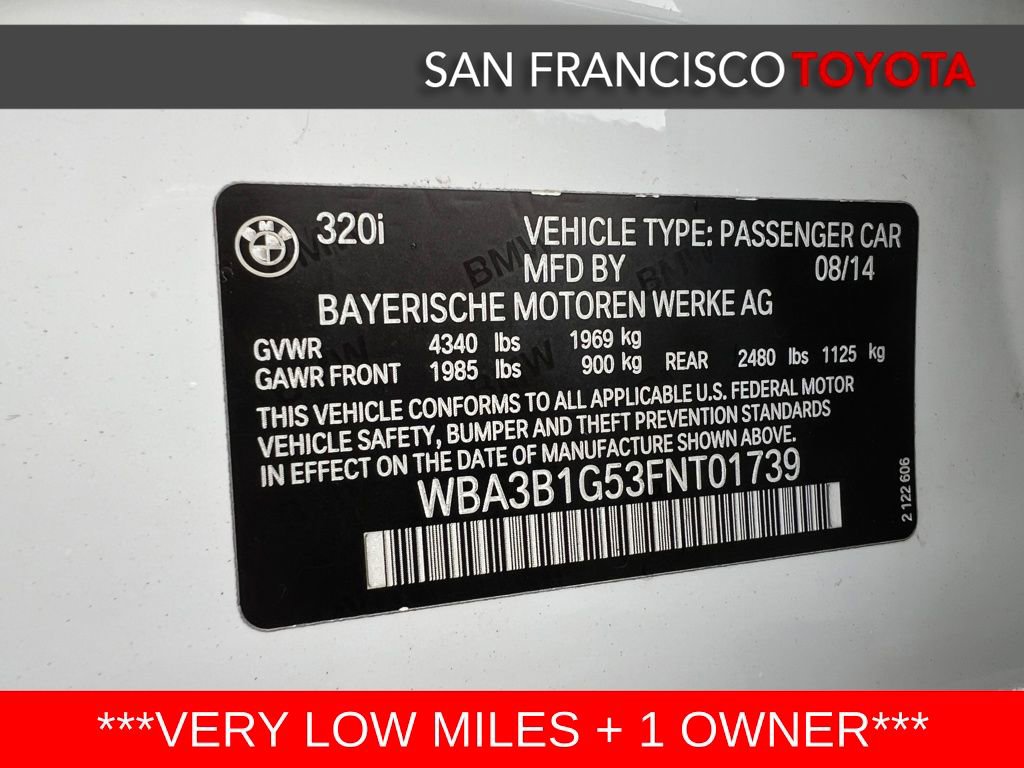 SAN FRANCISCO TOYOTA
BMW
320i VEHICLE TYPE: PASSENGER CAR
MFD BY 08/14
BAYERISCHE MOTOREN WERKE AG
GVWR 4340 lbs 1969 kg
GAWR FRONT 1985 lbs 900 kg REAR 2480 lbs 1125 kg
THIS VEHICLE CONFORMS TO ALL APPLICABLE U.S. FEDERAL MOTOR
VEHICLE SAFETY, BUMPER AND THEFT PREVENTION STANDARDS
IN EFFECT ON THE DATE OF MANUFACTURE SHOWN ABOVE.
WBA3B1G53FNT01739
2 122 606
***VERY LOW MILES + 1 OWNER***